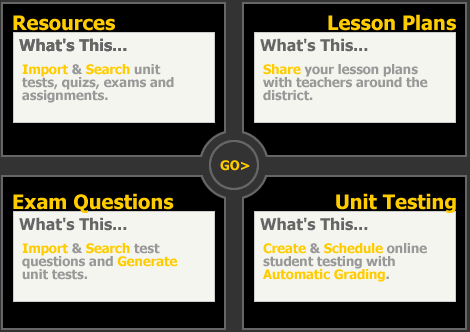 Resources
What's This...
Import & Search unit
tests, quizs, exams and
assignments.
Lesson Plans
What's This...
Share your lesson plans
with teachers around the
district.
GO>
Exam Questions
What's This...
Import & Search test
questions and Generate
unit tests.
Unit Testing
What's This...
Create & Schedule online
student testing with
Automatic Grading.